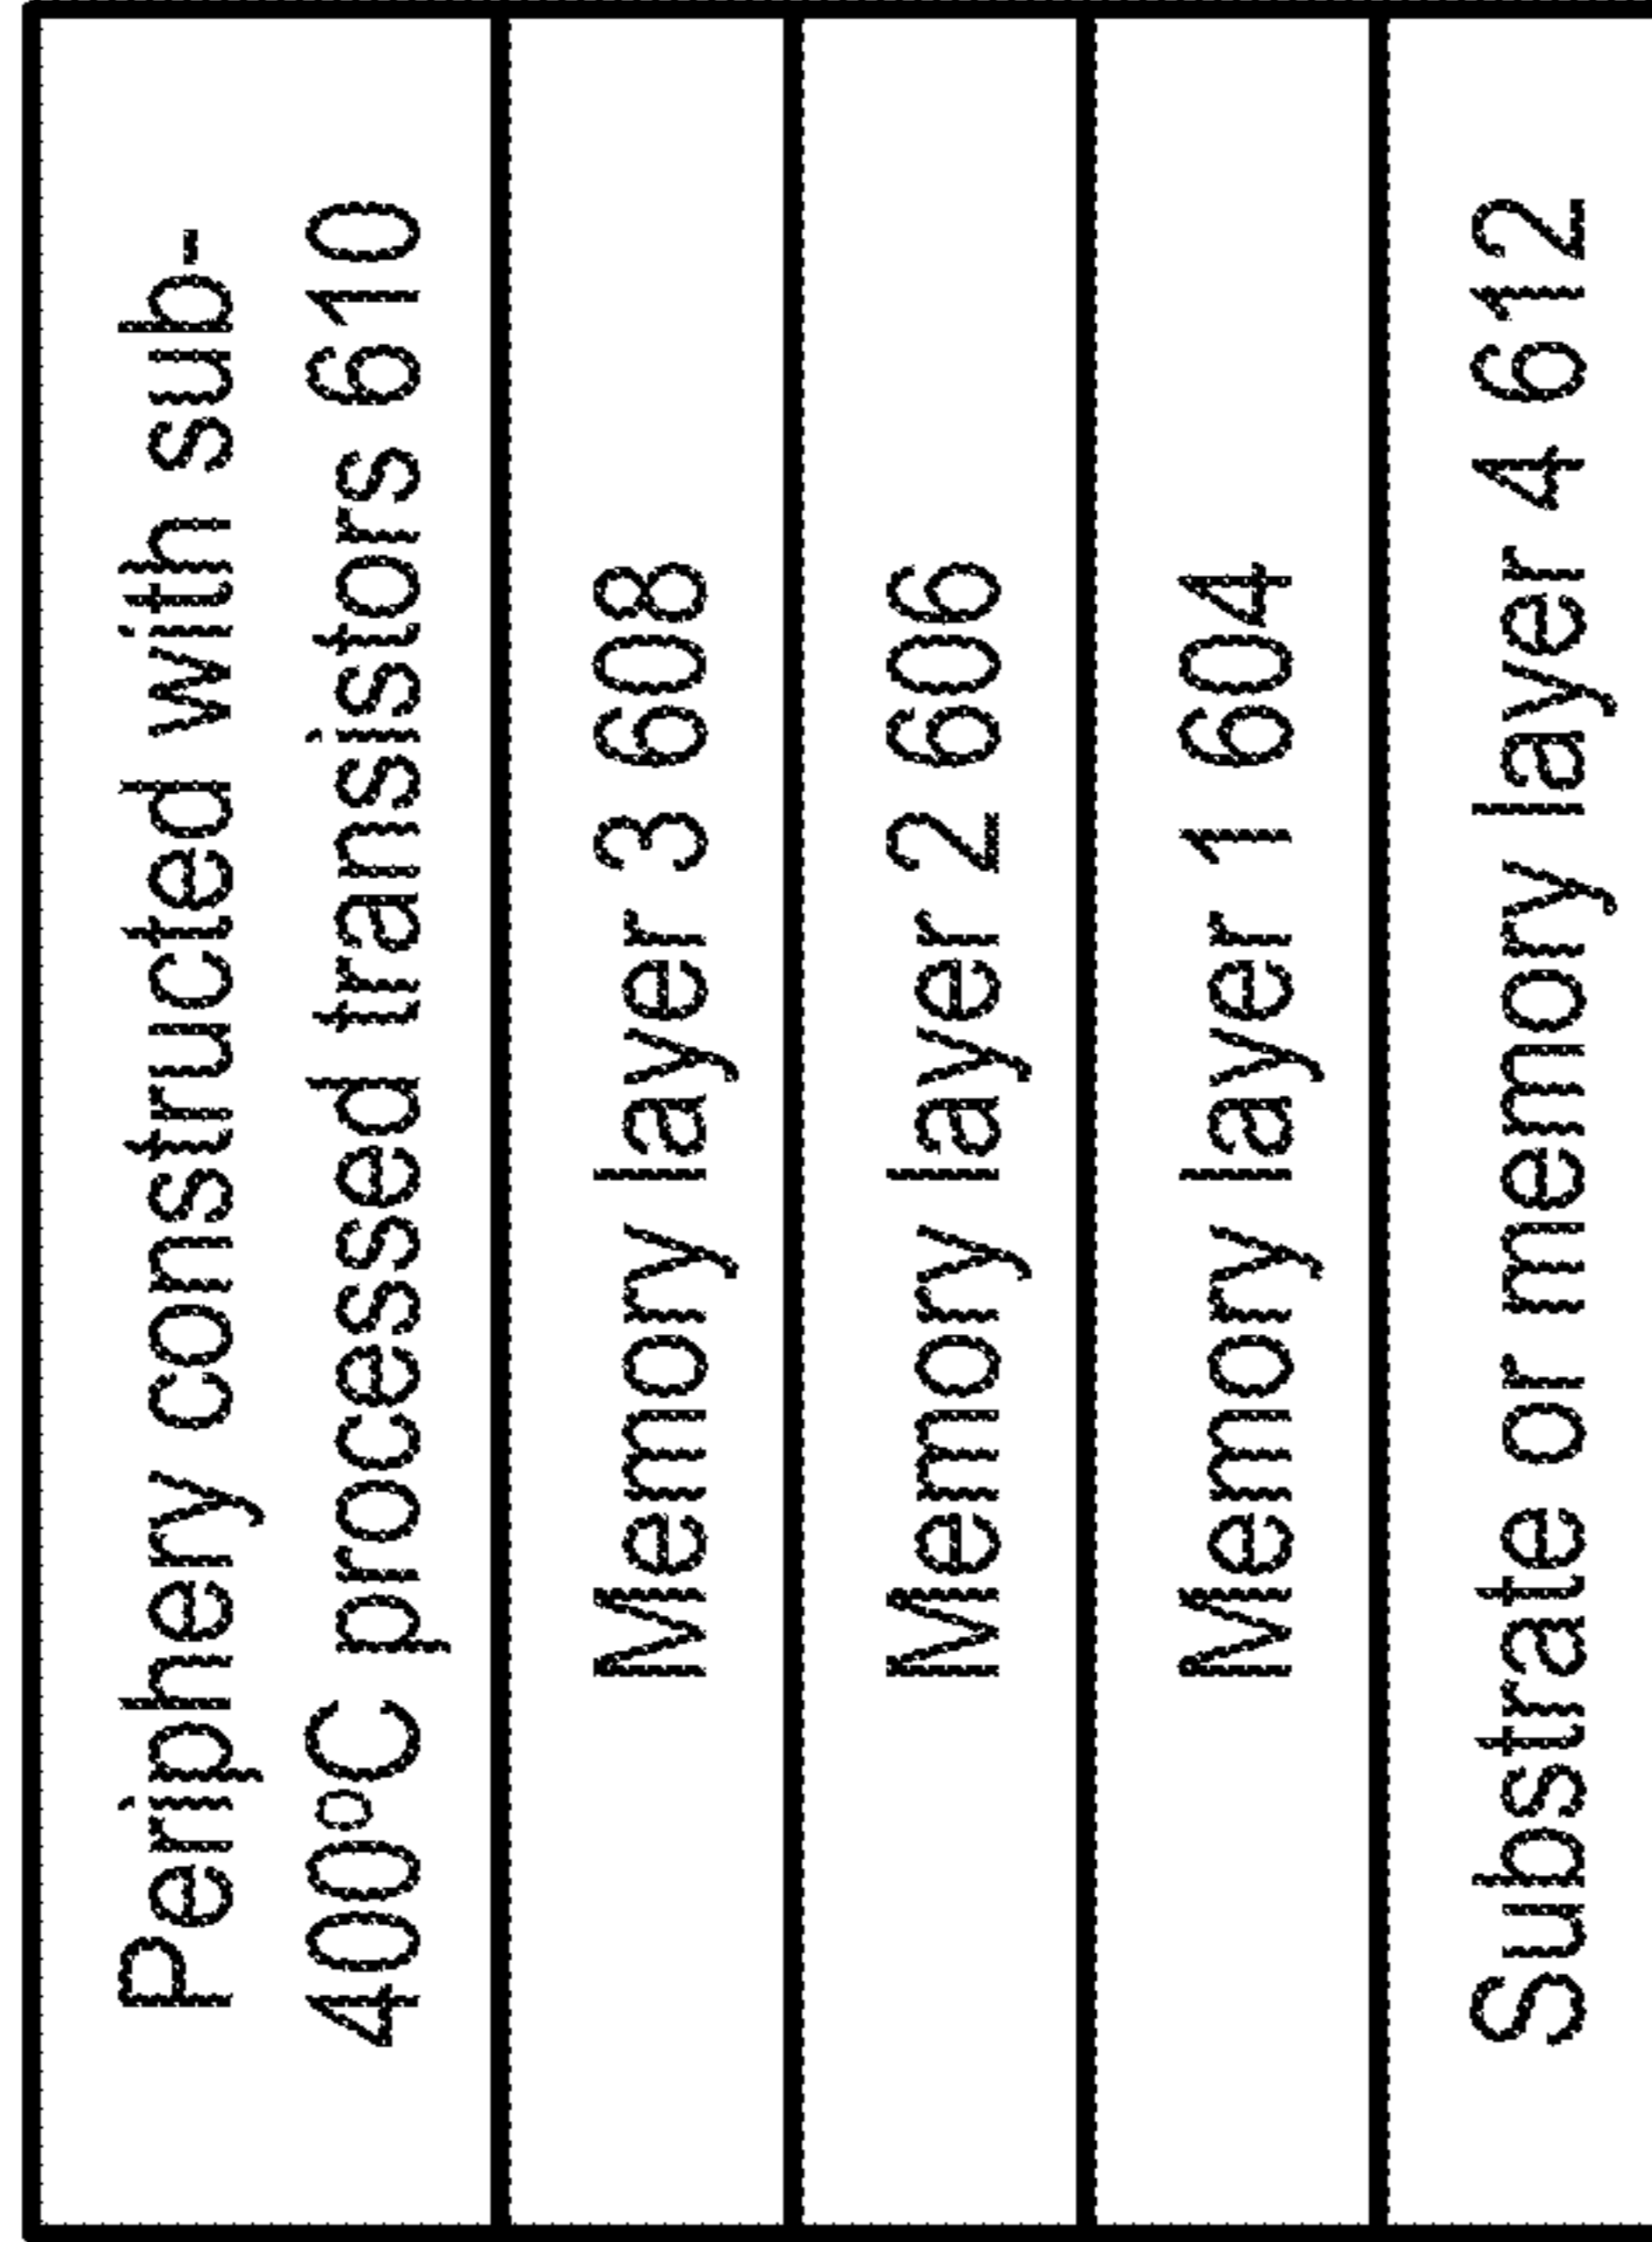 Periphery constructed with sub-
400ºC processed transistors 610
Memory layer 3 608
Memory layer 2 606
Memory layer 1 604
Substrate or memory layer 4 612